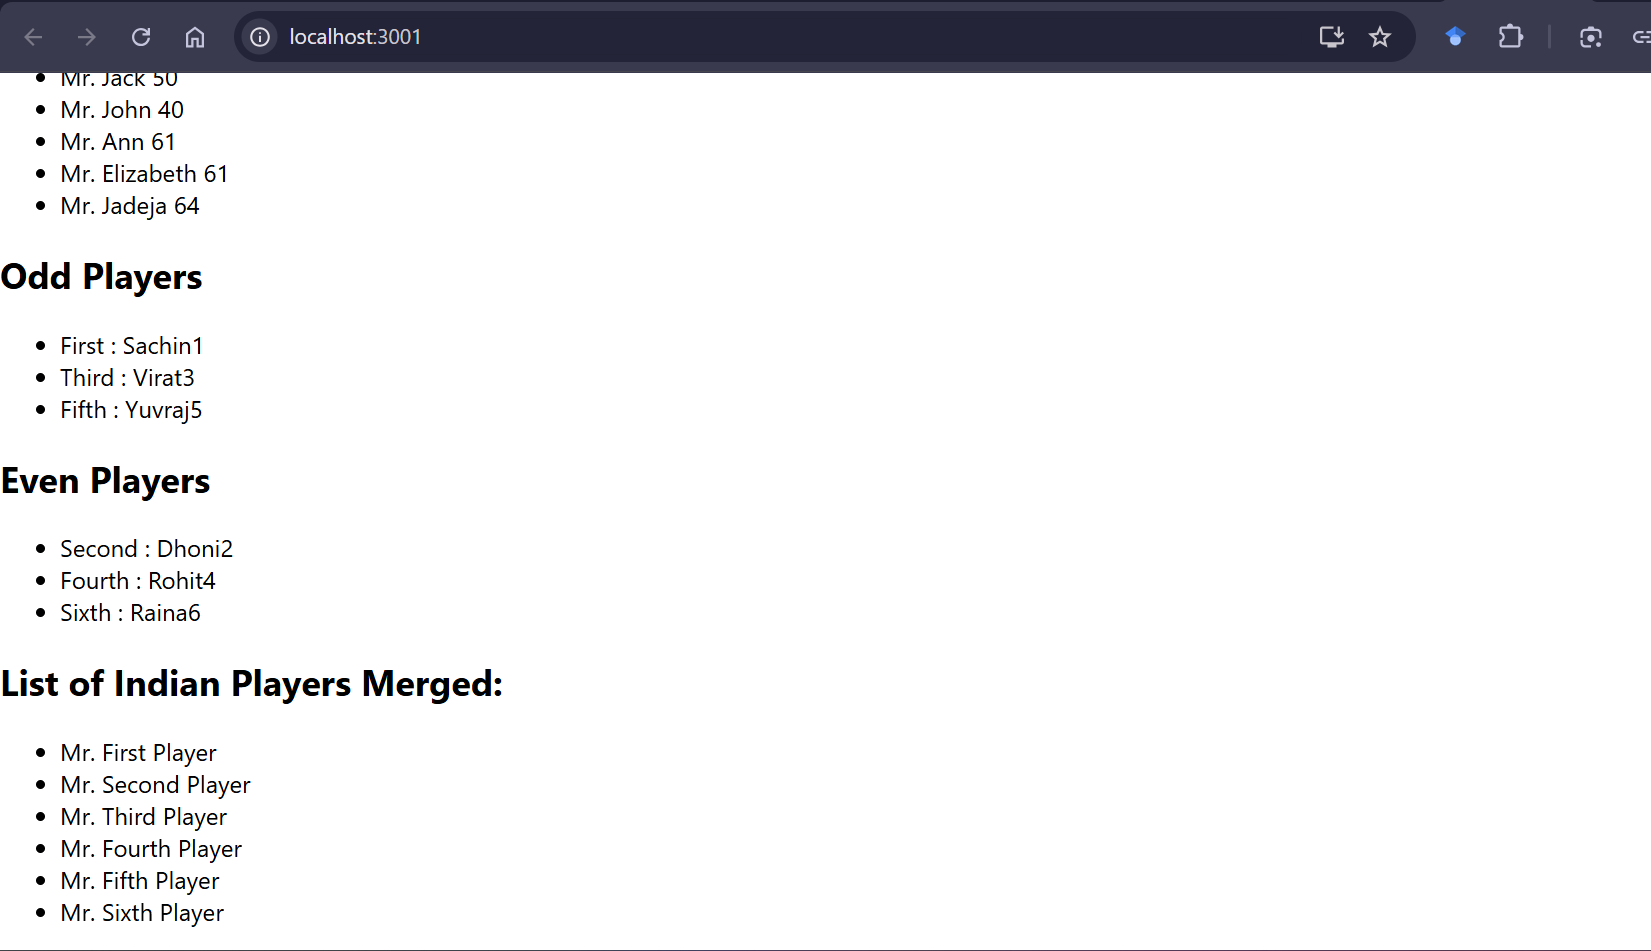 localhost:3001
Mr. Jack 50
Mr. John 40
Mr. Ann 61
Mr. Elizabeth 61
Mr. Jadeja 64
Odd Players
First : Sachin1
Third : Virat3
Fifth : Yuvraj5
Even Players
Second : Dhoni2
Fourth : Rohit4
Sixth : Raina6
List of Indian Players Merged:
Mr. First Player
Mr. Second Player
Mr. Third Player
Mr. Fourth Player
Mr. Fifth Player
Mr. Sixth Player